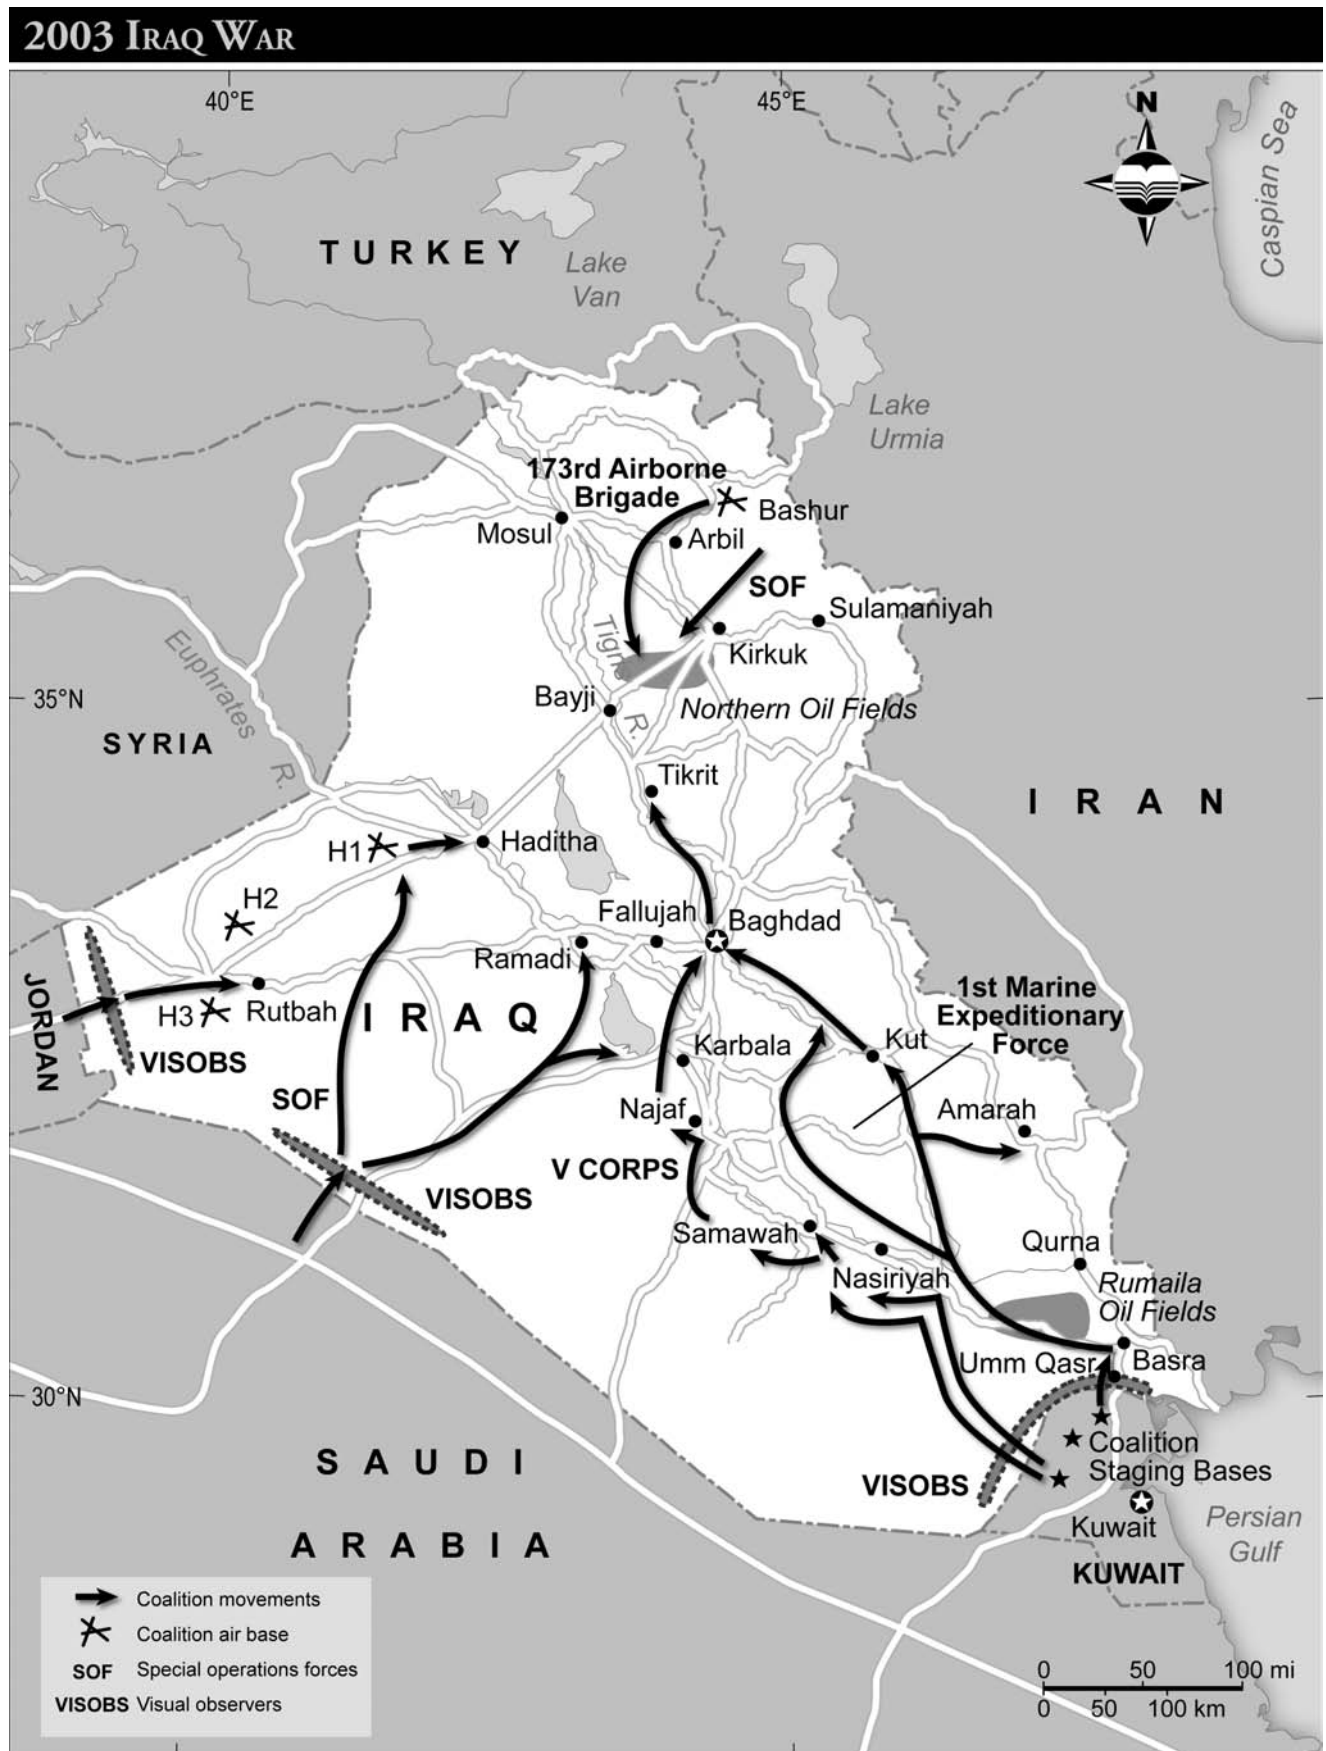 2003 IRAQ WAR
40°E
45°E
N
Caspian Sea
TURKEY
Lake
Van
Lake
Urmia
173rd Airborne
Brigade
Bashur
Mosul
Arbil
SOF
Sulamaniyah
Tigris
Kirkuk
Euphrates
35°N
Bayji
R.
Northern Oil Fields
SYRIA
R.
Tikrit
IRAN
H1
Haditha
H2
Fallujah
Baghdad
Ramadi
JORDAN
H3
Rutbah
IRAQ
1st Marine
Expeditionary
Force
VISOBS
Karbala
Kut
SOF
Najaf
Amarah
V CORPS
VISOBS
Samawah
Qurna
Nasiriyah
Rumaila
Oil Fields
Umm Qasr
Basra
30°N
SAUDI
ARABIA
Coalition
Staging Bases
VISOBS
Kuwait
Persian
Gulf
KUWAIT
Coalition movements
Coalition air base
SOF Special operations forces
VISOBS Visual observers
0 50 100 mi
0 50 100 km